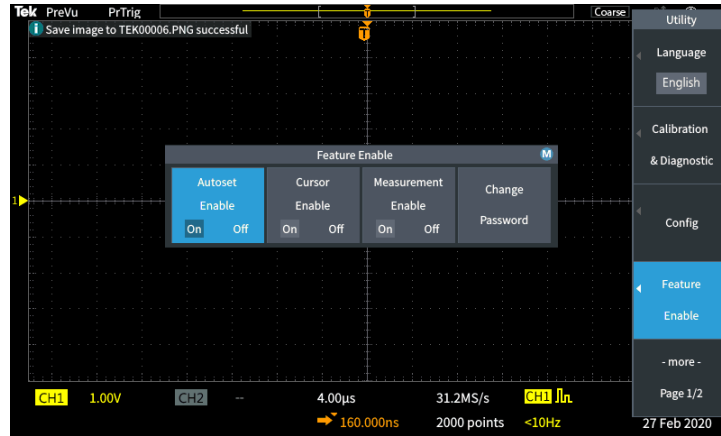 Tek PreVu PrTrig [ ] Coarse
i Save image to TEK00006.PNG successful
T
Utility
Language
English
Calibration
& Diagnostic
Config
Feature
Enable
- more -
Page 1/2
Feature Enable M
Autoset
Enable
On Off
Cursor
Enable
On Off
Measurement
Enable
On Off
Change
Password
1
CH1 1.00V CH2 -- 4.00µs 31.2MS/s CH1
160.000ns 2000 points <10Hz 27 Feb 2020